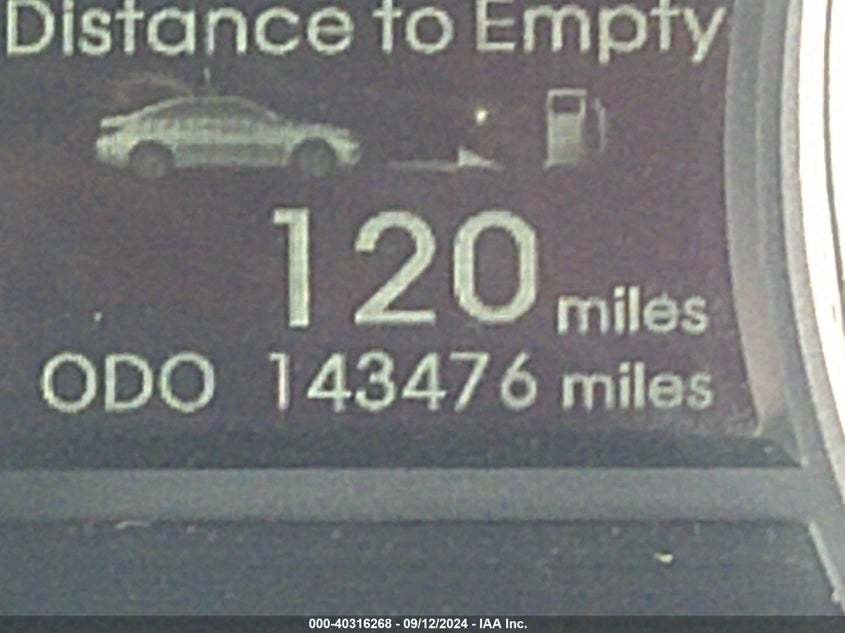 Distance to Empty
120 miles
ODO 143476 miles
000-40316268 - 09/12/2024 - IAA Inc.